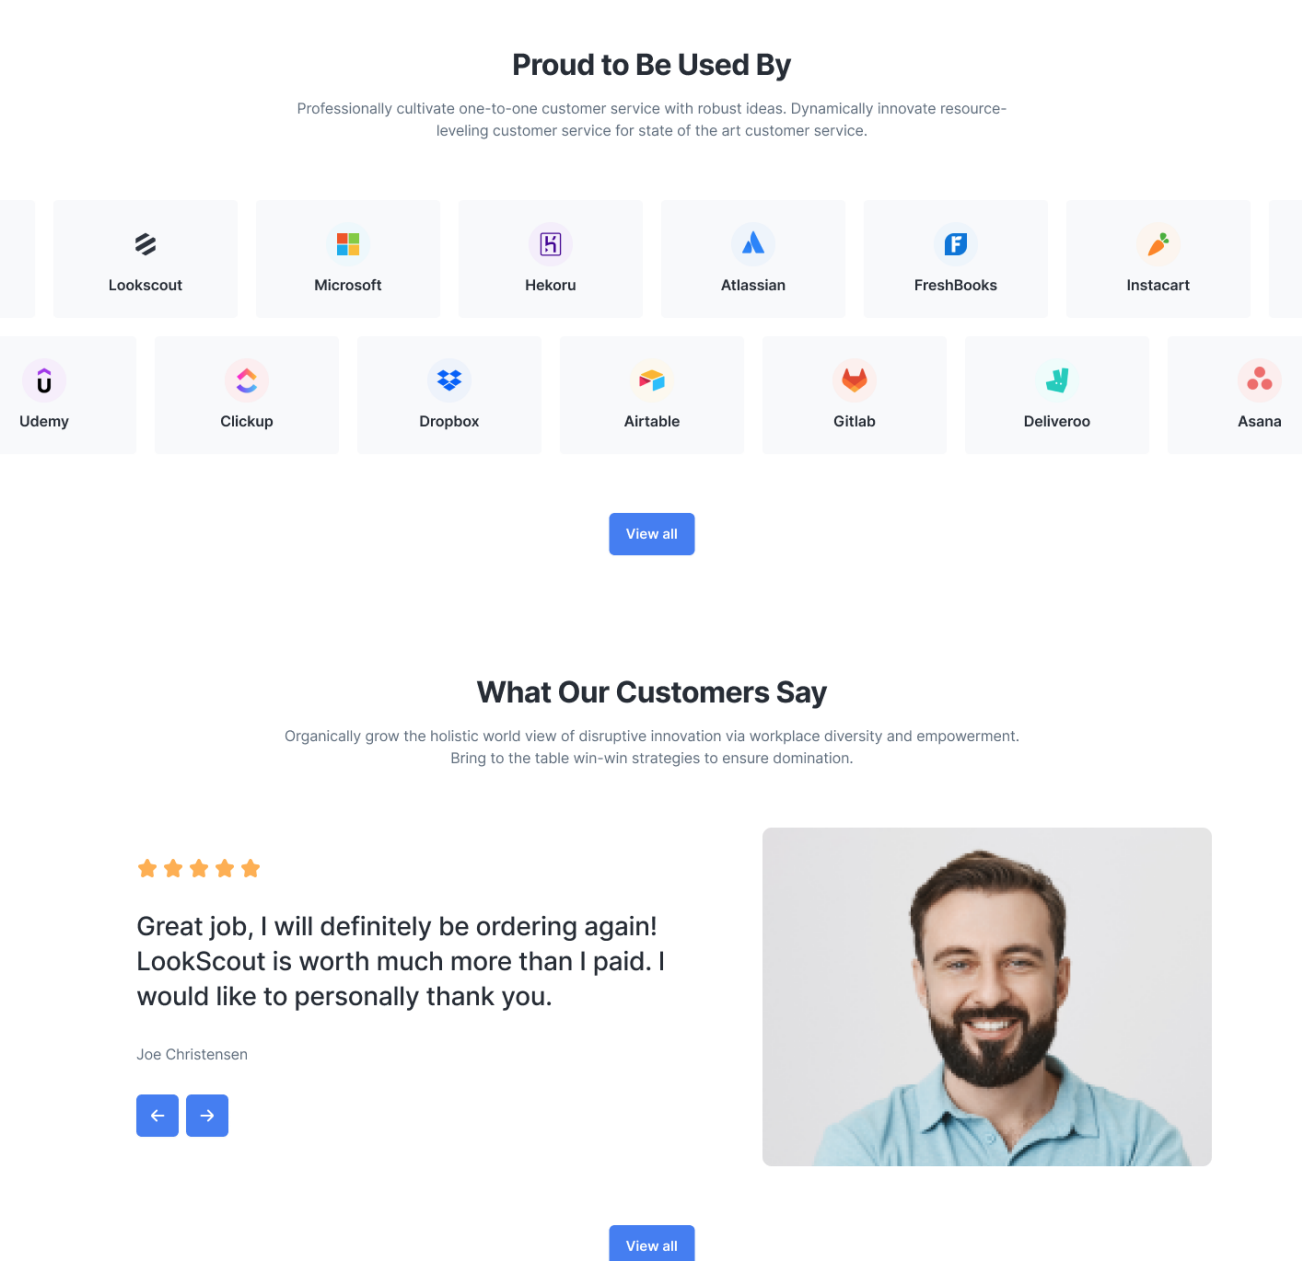 Proud to Be Used By
Professionally cultivate one-to-one customer service with robust ideas. Dynamically innovate resource-
leveling customer service for state of the art customer service.
Lookscout
Microsoft
Hekoru
Atlassian
FreshBooks
Instacart
Udemy
Clickup
Dropbox
Airtable
Gitlab
Deliveroo
Asana
View all
What Our Customers Say
Organically grow the holistic world view of disruptive innovation via workplace diversity and empowerment.
Bring to the table win-win strategies to ensure domination.
Great job, I will definitely be ordering again!
LookScout is worth much more than I paid. I
would like to personally thank you.
Joe Christensen
View all